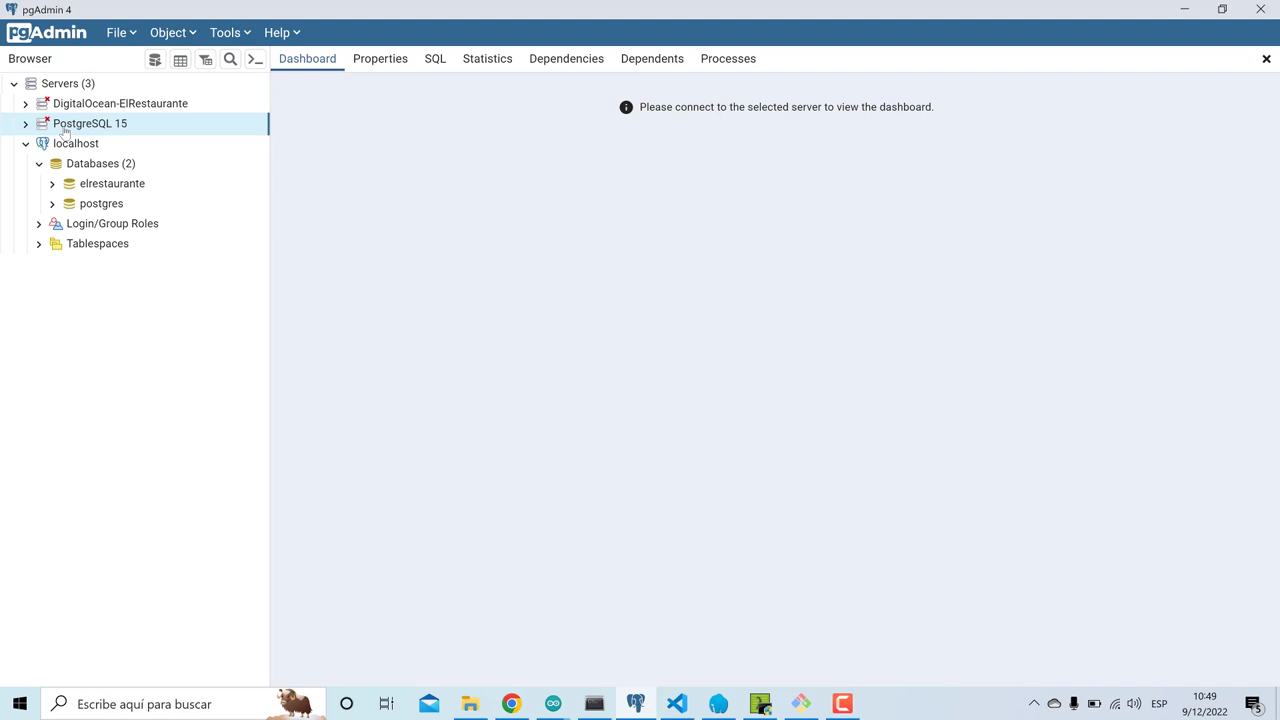 pgAdmin 4
pgAdmin File Object Tools Help
Browser
Dashboard Properties SQL Statistics Dependencies Dependents Processes
Servers (3)
DigitalOcean-ElRestaurante
PostgreSQL 15
localhost
Databases (2)
elrestaurante
postgres
Login/Group Roles
Tablespaces
Please connect to the selected server to view the dashboard.
Escribe aquí para buscar
ESP
10:49
9/12/2022
5